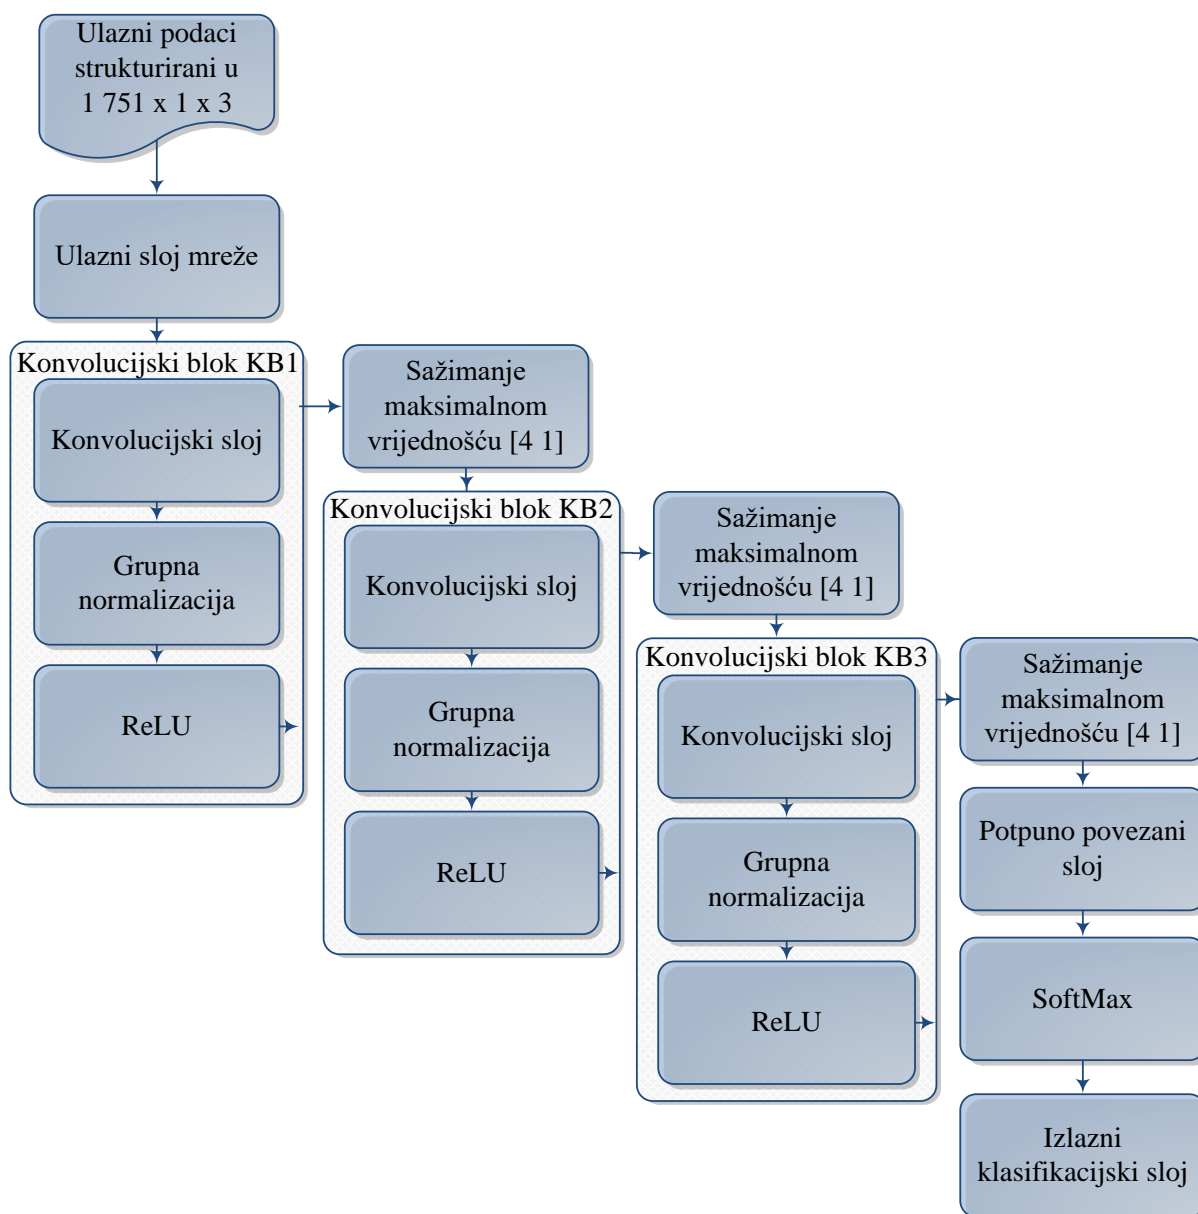 Ulazni podaci
strukturirani u
1 751 x 1 x 3
Ulazni sloj mreže
Konvolucijski blok KB1
Konvolucijski sloj
Grupna
normalizacija
ReLU
Sažimanje
maksimalnom
vrijednošću [4 1]
Konvolucijski blok KB2
Konvolucijski sloj
Grupna
normalizacija
ReLU
Sažimanje
maksimalnom
vrijednošću [4 1]
Konvolucijski blok KB3
Konvolucijski sloj
Grupna
normalizacija
ReLU
Sažimanje
maksimalnom
vrijednošću [4 1]
Potpuno povezani
sloj
SoftMax
Izlazni
klasifikacijski sloj